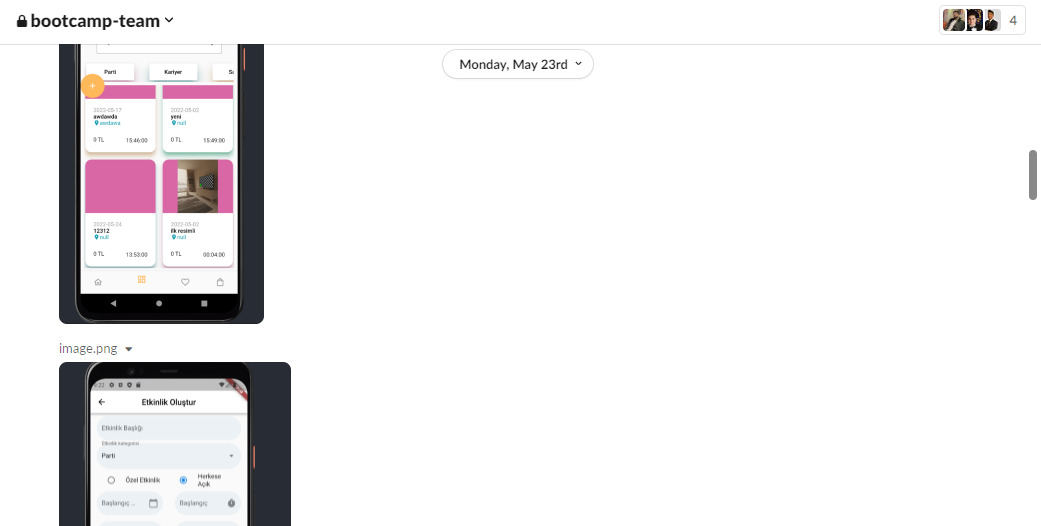 bootcamp-team
4
Monday, May 23rd
Parti
Kariyer
+
2022-05-17
awdawda
awdawa
0 TL
15:46:00
2022-05-02
yeni
null
0 TL
15:49:00
2022-05-24
12312
null
0 TL
13:53:00
2022-05-02
ilk resimli
null
0 TL
00:04:00
image.png
Etkinlik Oluştur
Etkinlik Başlığı
Etkinlik Kategorisi
Parti
Özel Etkinlik
Herkese
Açık
Başlangıç ...
Başlangıç